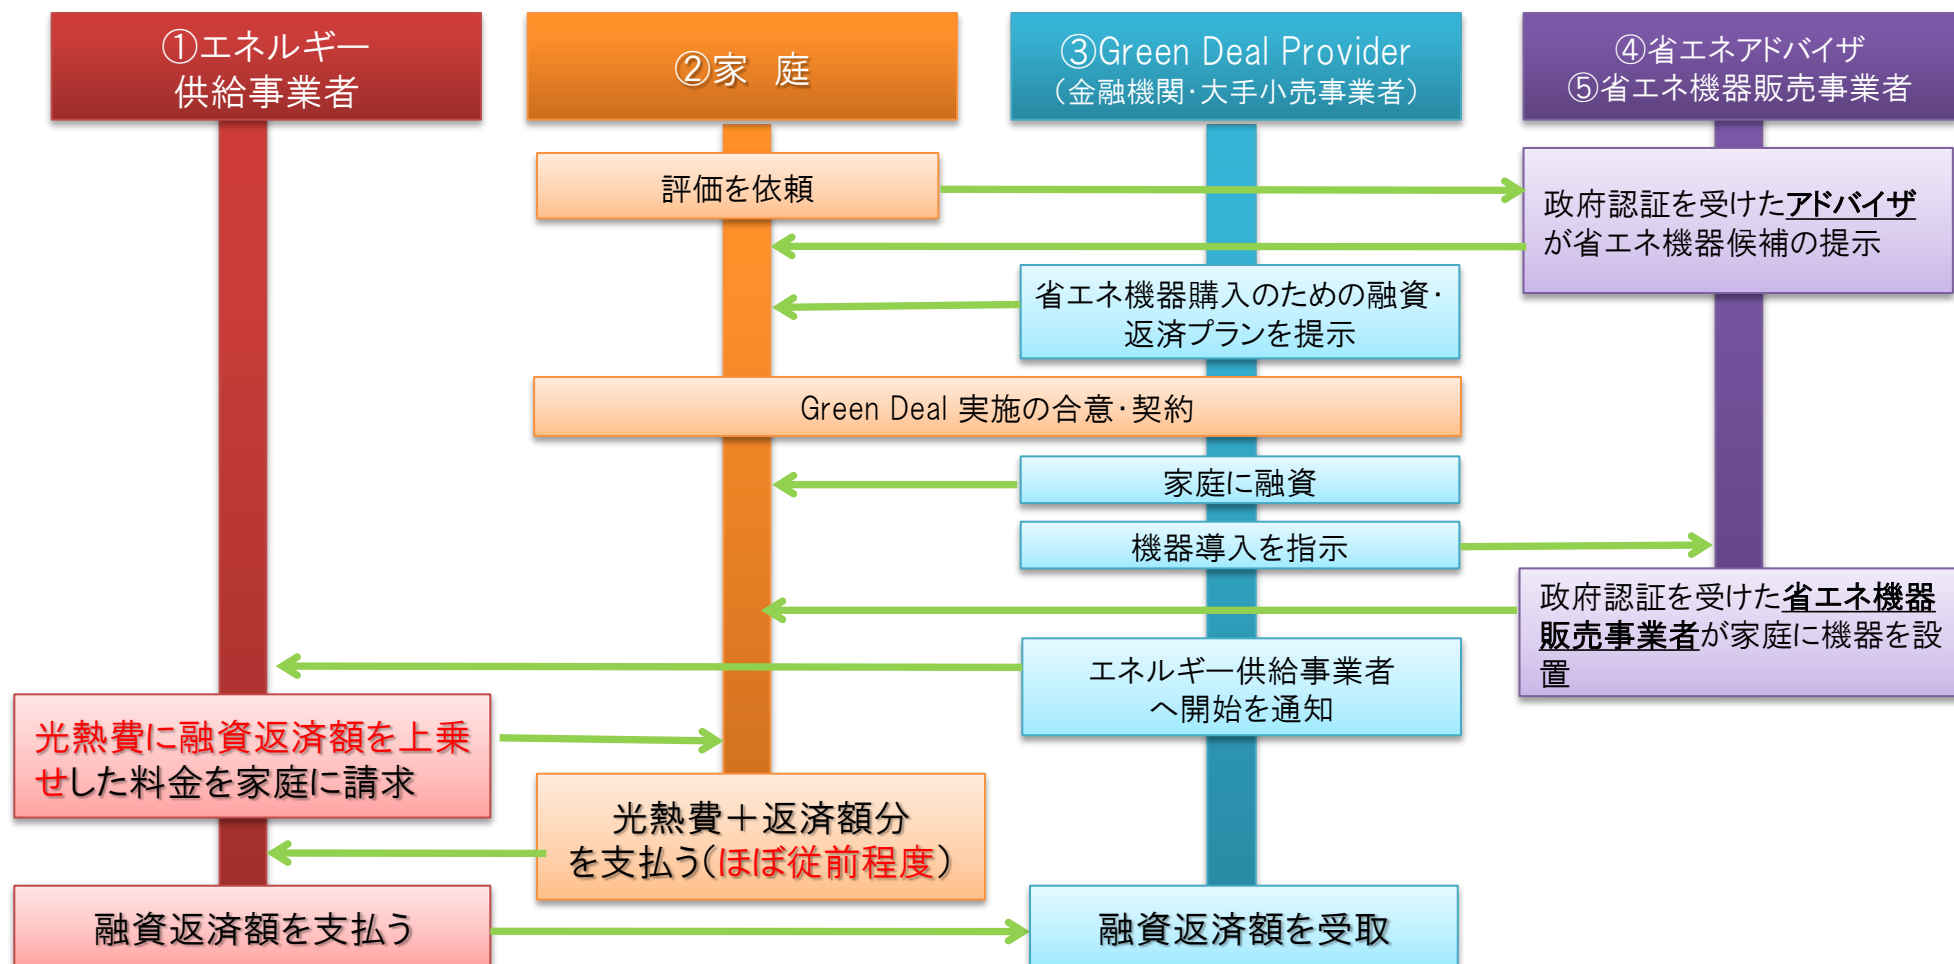 ①エネルギー
供給事業者
②家　庭
③Green Deal Provider
（金融機関・大手小売事業者）
④省エネアドバイザ
⑤省エネ機器販売事業者
評価を依頼
政府認証を受けたアドバイザ
が省エネ機器候補の提示
省エネ機器購入のための融資・
返済プランを提示
Green Deal 実施の合意・契約
家庭に融資
機器導入を指示
政府認証を受けた省エネ機器
販売事業者が家庭に機器を設
置
エネルギー供給事業者
へ開始を通知
光熱費に融資返済額を上乗
せした料金を家庭に請求
光熱費＋返済額分
を支払う（ほぼ従前程度）
融資返済額を支払う
融資返済額を受取